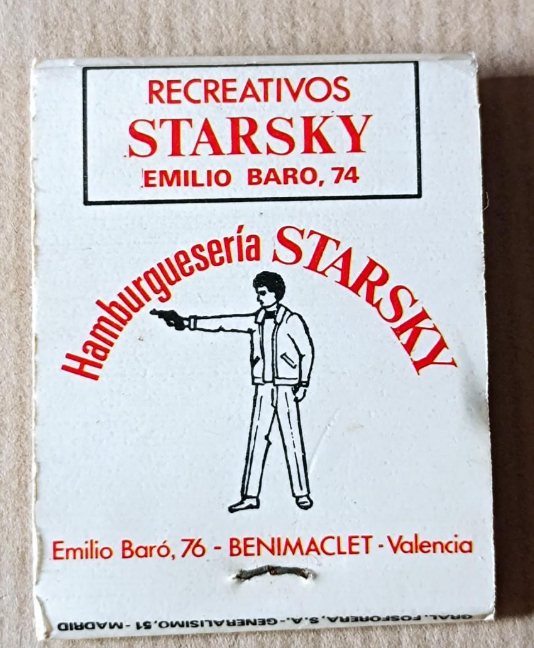 RECREATIVOS
STARSKY
EMILIO BARO, 74
Hamburguesería STARSKY
Emilio Baró, 76 - BENIMACLET - Valencia
GRAL. FOSFORERA, S.A. - GENERALISIMO, 51 - MADRID